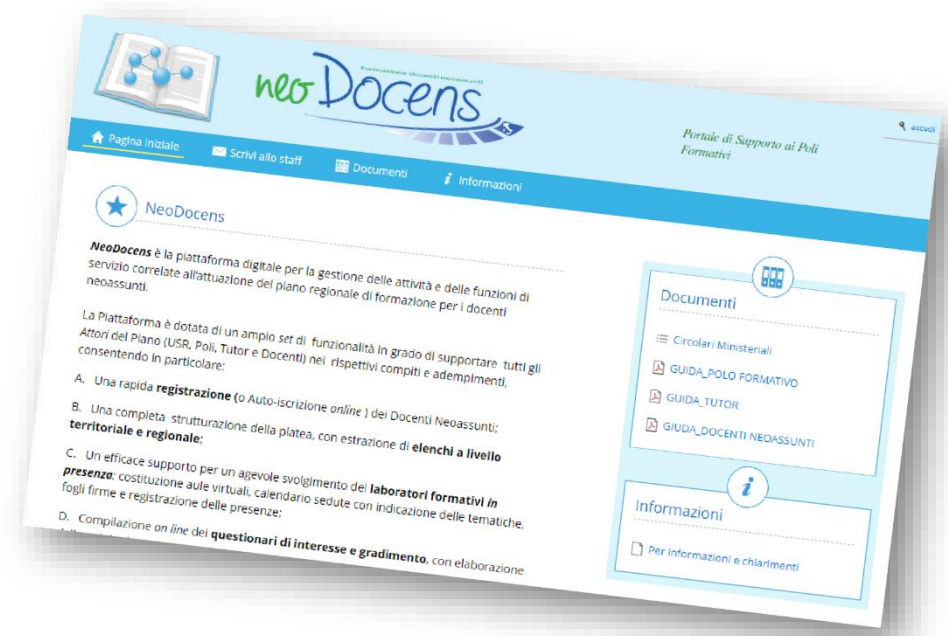 Formazione docenti neoassunti
neoDocens
accedi
Portale di Supporto ai Poli
Formativi
Pagina Iniziale
Scrivi allo staff
Documenti
Informazioni
NeoDocens
NeoDocens è la piattaforma digitale per la gestione delle attività e delle funzioni di
servizio correlate all'attuazione del piano regionale di formazione per i docenti
neoassunti.
La Piattaforma è dotata di un ampio set di funzionalità in grado di supportare tutti gli
Attori del Piano (USR, Poli, Tutor e Docenti) nei rispettivi compiti e adempimenti,
consentendo in particolare:
A. Una rapida registrazione (o Auto-iscrizione online ) dei Docenti Neoassunti;
B. Una completa strutturazione della platea, con estrazione di elenchi a livello
territoriale e regionale;
C. Un efficace supporto per un agevole svolgimento dei laboratori formativi in
presenza: costituzione aule virtuali, calendario sedute con indicazione delle tematiche,
fogli firme e registrazione delle presenze;
D. Compilazione on line dei questionari di interesse e gradimento, con elaborazione
Documenti
Circolari Ministeriali
GUIDA_POLO FORMATIVO
GUIDA_TUTOR
GIUDA_DOCENTI NEOASSUNTI
Informazioni
Per informazioni e chiarimenti